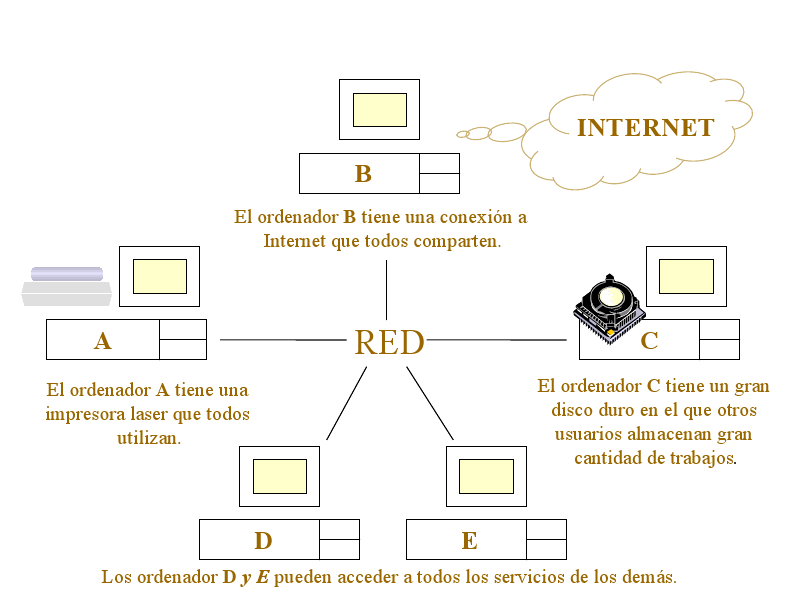 INTERNET
B
El ordenador B tiene una conexión a
Internet que todos comparten.
A
RED
C
El ordenador A tiene una
impresora laser que todos
utilizan.
El ordenador C tiene un gran
disco duro en el que otros
usuarios almacenan gran
cantidad de trabajos.
D
E
Los ordenador D y E pueden acceder a todos los servicios de los demás.